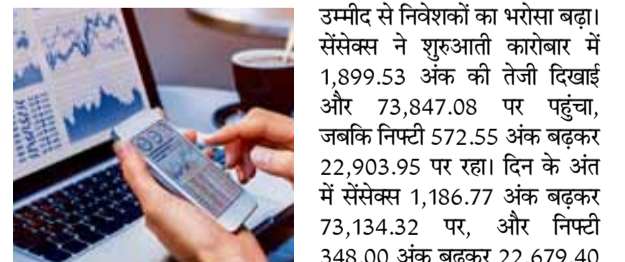 उम्मीद से निवेशकों का भरोसा बढ़ा।
सेंसेक्स ने शुरुआती कारोबार में
1,899.53 अंक की तेजी दिखाई
और 73,847.08 पर पहुंचा,
जबकि निफ्टी 572.55 अंक बढ़कर
22,903.95 पर रहा। दिन के अंत
में सेंसेक्स 1,186.77 अंक बढ़कर
73,134.32 पर, और निफ्टी
348.00 अंक बढ़कर 22,679.40